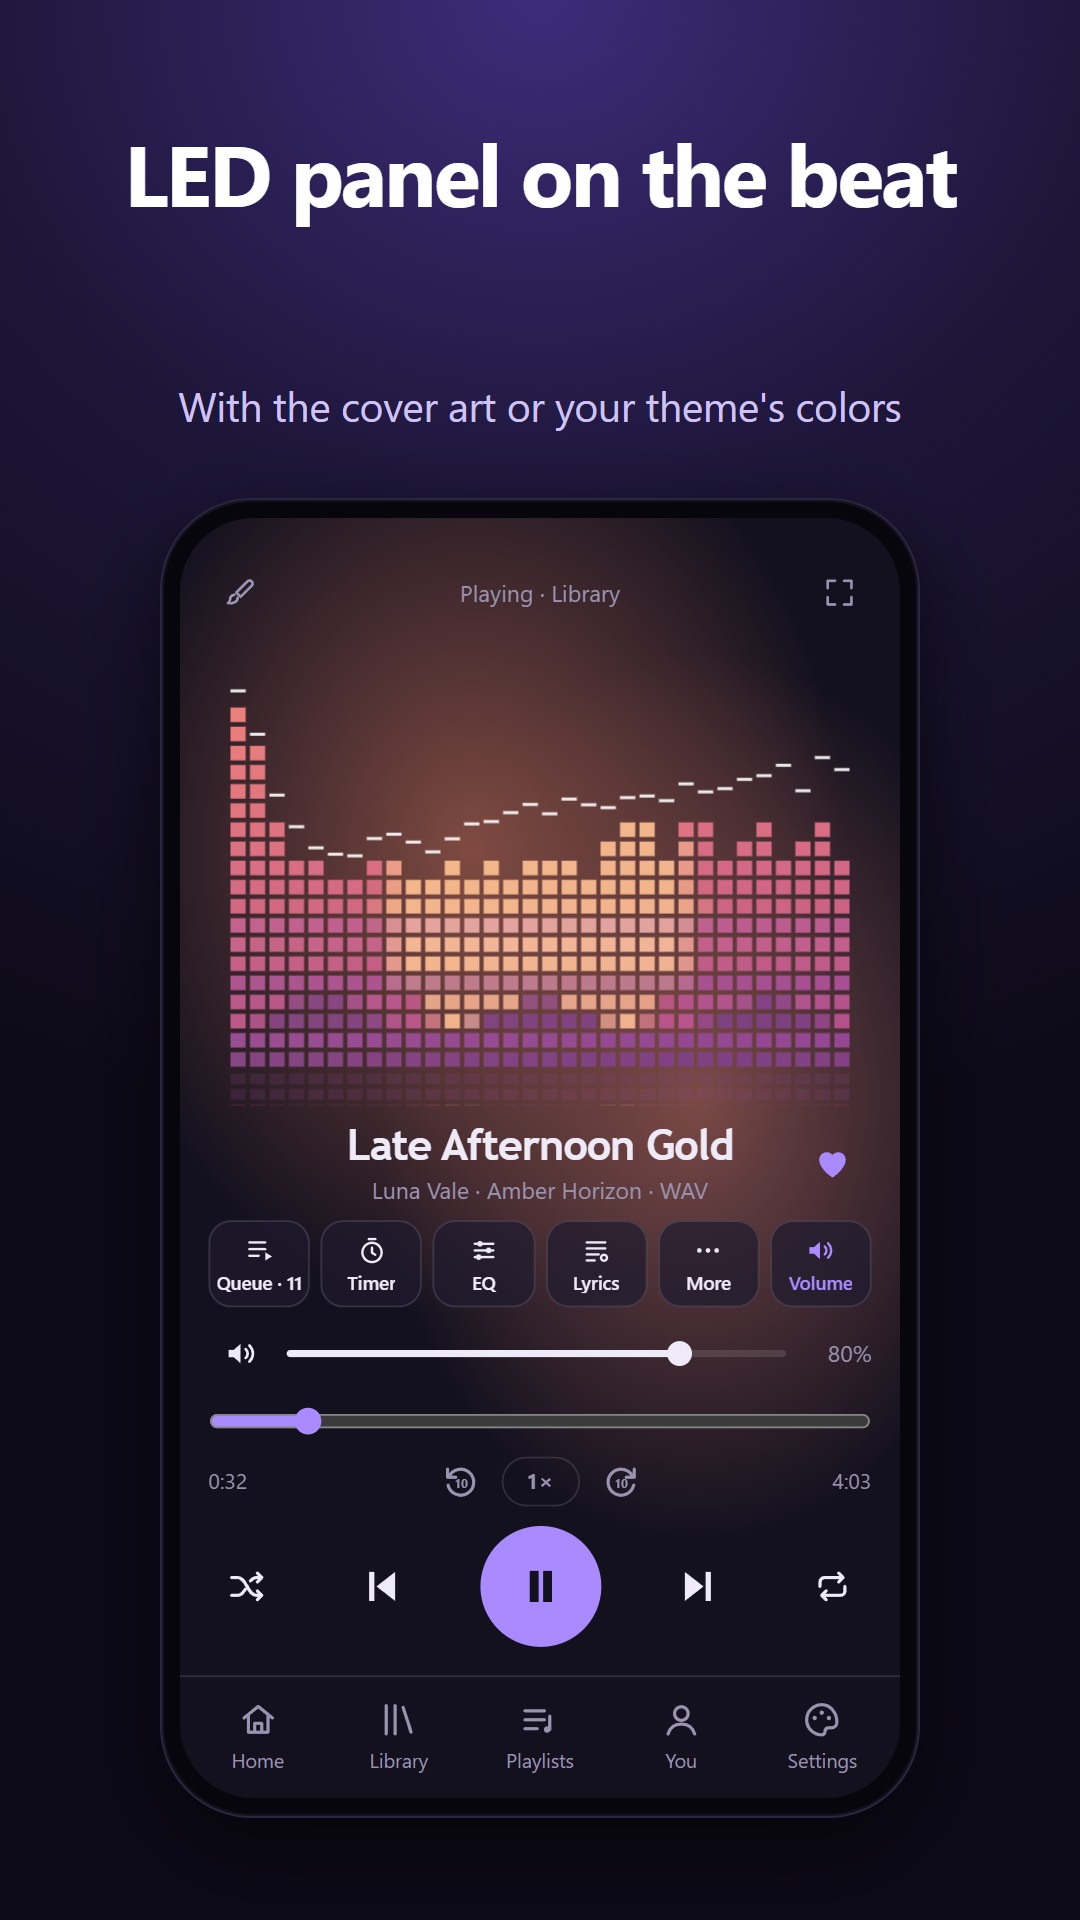 LED panel on the beat
With the cover art or your theme's colors
Playing · Library
Late Afternoon Gold
Luna Vale · Amber Horizon · WAV
Queue · 11
Timer
EQ
Lyrics
More
Volume
80%
0:32
10
1×
10
4:03
Home
Library
Playlists
You
Settings